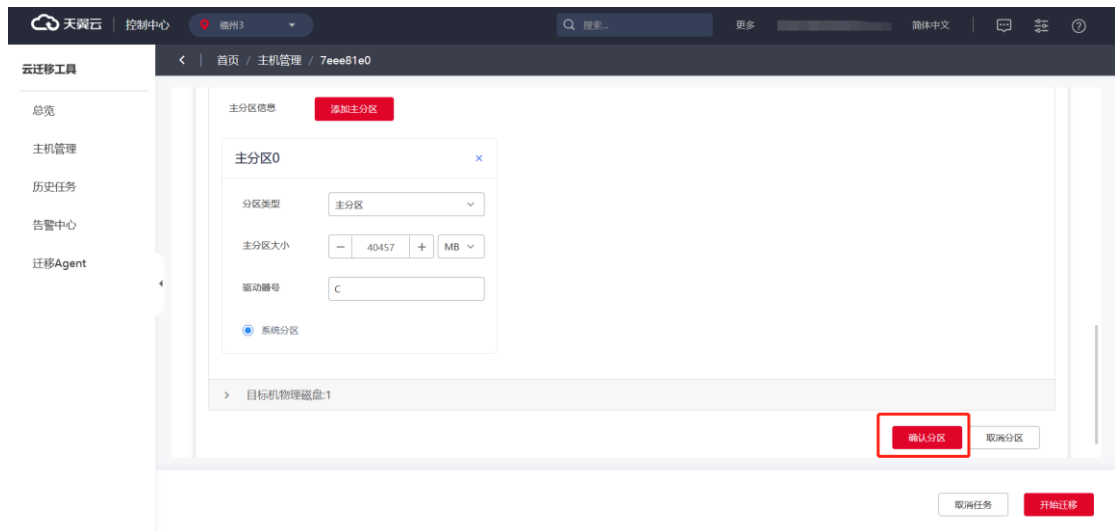 天翼云 控制中心 福州3 搜索... 更多 简体中文
云迁移工具
首页 / 主机管理 / 7eee81e0
总览
主机管理
历史任务
告警中心
迁移Agent
主分区信息 添加主分区
主分区0
分区类型 主分区
主分区大小 40457 MB
驱动器号 C
系统分区
目标机物理磁盘:1
确认分区 取消分区
取消任务 开始迁移